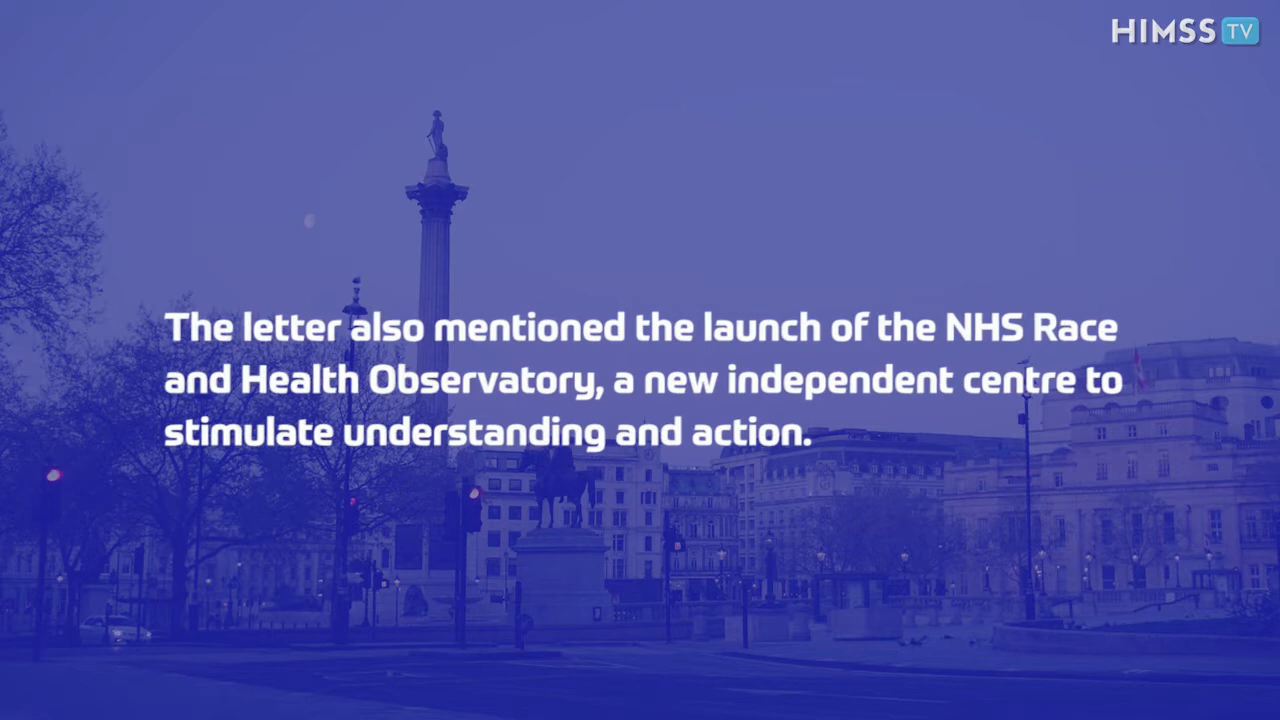 HIMSS TV
The letter also mentioned the launch of the NHS Race
and Health Observatory, a new independent centre to
stimulate understanding and action.